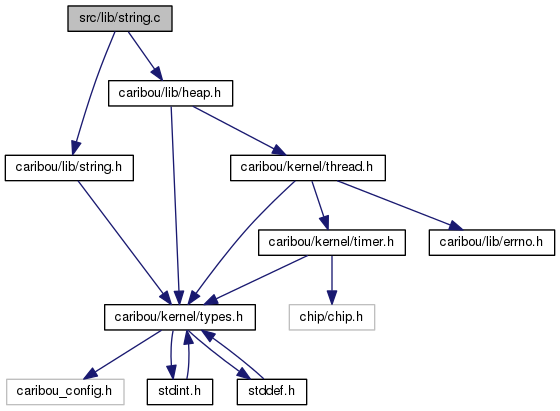 src/lib/string.c
caribou/lib/heap.h
caribou/lib/string.h
caribou/kernel/thread.h
caribou/kernel/timer.h
caribou/lib/errno.h
caribou/kernel/types.h
chip/chip.h
caribou_config.h
stdint.h
stddef.h